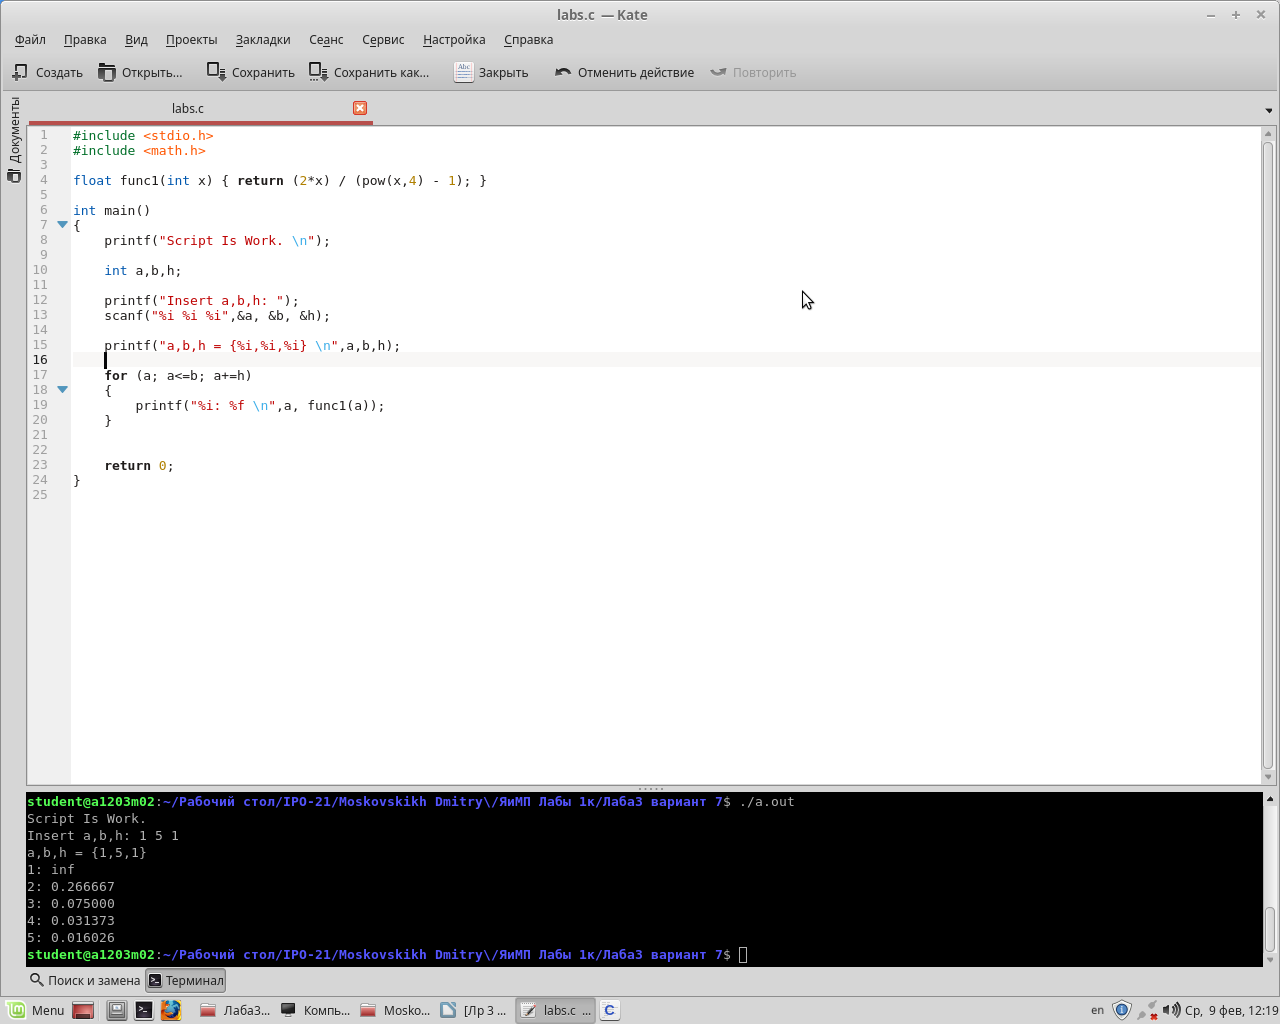 labs.c — Kate
Файл Правка Вид Проекты Закладки Сеанс Сервис Настройка Справка
Создать Открыть... Сохранить Сохранить как... Abc Закрыть Отменить действие Повторить
Документы
labs.c
1 #include <stdio.h>
2 #include <math.h>
3
4 float func1(int x) { return (2*x) / (pow(x,4) - 1); }
5
6 int main()
7 {
8     printf("Script Is Work. \n");
9
10     int a,b,h;
11
12     printf("Insert a,b,h: ");
13     scanf("%i %i %i",&a, &b, &h);
14
15     printf("a,b,h = {%i,%i,%i} \n",a,b,h);
16
17     for (a; a<=b; a+=h)
18     {
19         printf("%i: %f \n",a, func1(a));
20     }
21
22
23     return 0;
24 }
25
student@a1203m02:~/Рабочий стол/IPO-21/Moskovskikh Dmitry\/ЯиМП Лабы 1к/Лаба3 вариант 7$ ./a.out
Script Is Work.
Insert a,b,h: 1 5 1
a,b,h = {1,5,1}
1: inf
2: 0.266667
3: 0.075000
4: 0.031373
5: 0.016026
student@a1203m02:~/Рабочий стол/IPO-21/Moskovskikh Dmitry\/ЯиМП Лабы 1к/Лаба3 вариант 7$
Поиск и замена Терминал
Menu Лаба3... Компь... Mosko... [Лр 3 ... labs.c ... C en Ср, 9 фев, 12:19